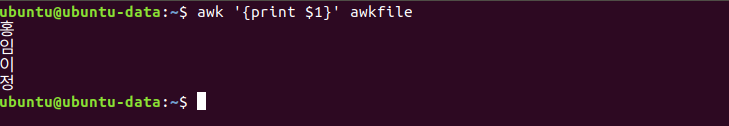 ubuntu@ubuntu-data:~$ awk '{print $1}' awkfile
홍
임
이
정
ubuntu@ubuntu-data:~$